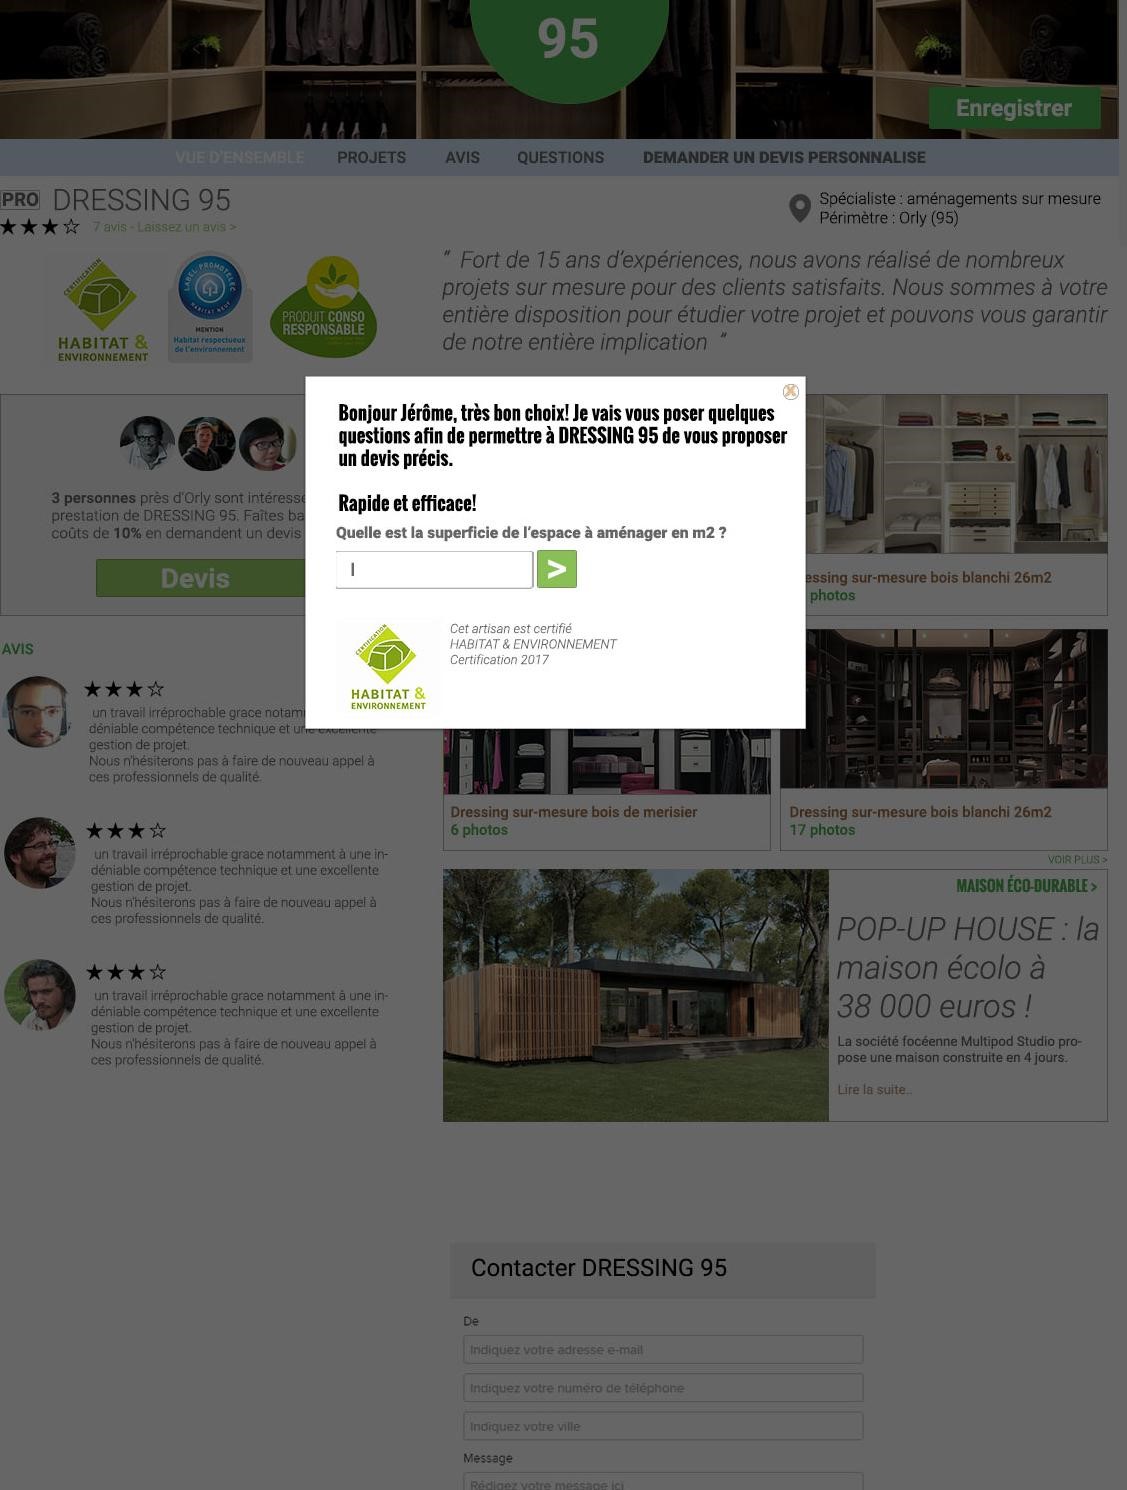 95
Enregistrer
VUE D'ENSEMBLE PROJETS AVIS QUESTIONS DEMANDER UN DEVIS PERSONNALISE
PRO DRESSING 95
7 avis - Laissez un avis >
Spécialiste : aménagements sur mesure
Périmètre : Orly (95)
CERTIFICATION
HABITAT &
ENVIRONNEMENT
LABEL PROMOTELEC
HABITAT NEUF
MENTION
Habitat respectueux
de l'environnement
PRODUIT CONSO
RESPONSABLE
“ Fort de 15 ans d'expériences, nous avons réalisé de nombreux
projets sur mesure pour des clients satisfaits. Nous sommes à votre
entière disposition pour étudier votre projet et pouvons vous garantir
de notre entière implication ”
3 personnes près d'Orly sont intéresse
prestation de DRESSING 95. Faîtes ba
coûts de 10% en demandent un devis
Devis
Bonjour Jérôme, très bon choix! Je vais vous poser quelques
questions afin de permettre à DRESSING 95 de vous proposer
un devis précis.
Rapide et efficace!
Quelle est la superficie de l'espace à aménager en m2 ?
>
CERTIFICATION
HABITAT &
ENVIRONNEMENT
Cet artisan est certifié
HABITAT & ENVIRONNEMENT
Certification 2017
essing sur-mesure bois blanchi 26m2
photos
AVIS
un travail irréprochable grace notam
déniable compétence technique et une excellente
gestion de projet.
Nous n'hésiterons pas à faire de nouveau appel à
ces professionnels de qualité.
un travail irréprochable grace notamment à une in-
déniable compétence technique et une excellente
gestion de projet.
Nous n'hésiterons pas à faire de nouveau appel à
ces professionnels de qualité.
un travail irréprochable grace notamment à une in-
déniable compétence technique et une excellente
gestion de projet.
Nous n'hésiterons pas à faire de nouveau appel à
ces professionnels de qualité.
Dressing sur-mesure bois de merisier
6 photos
Dressing sur-mesure bois blanchi 26m2
17 photos
VOIR PLUS >
MAISON ÉCO-DURABLE >
POP-UP HOUSE : la
maison écolo à
38 000 euros !
La société focéenne Multipod Studio pro-
pose une maison construite en 4 jours.
Lire la suite..
Contacter DRESSING 95
De
Indiquez votre adresse e-mail
Indiquez votre numéro de téléphone
Indiquez votre ville
Message
Rédigez votre message ici